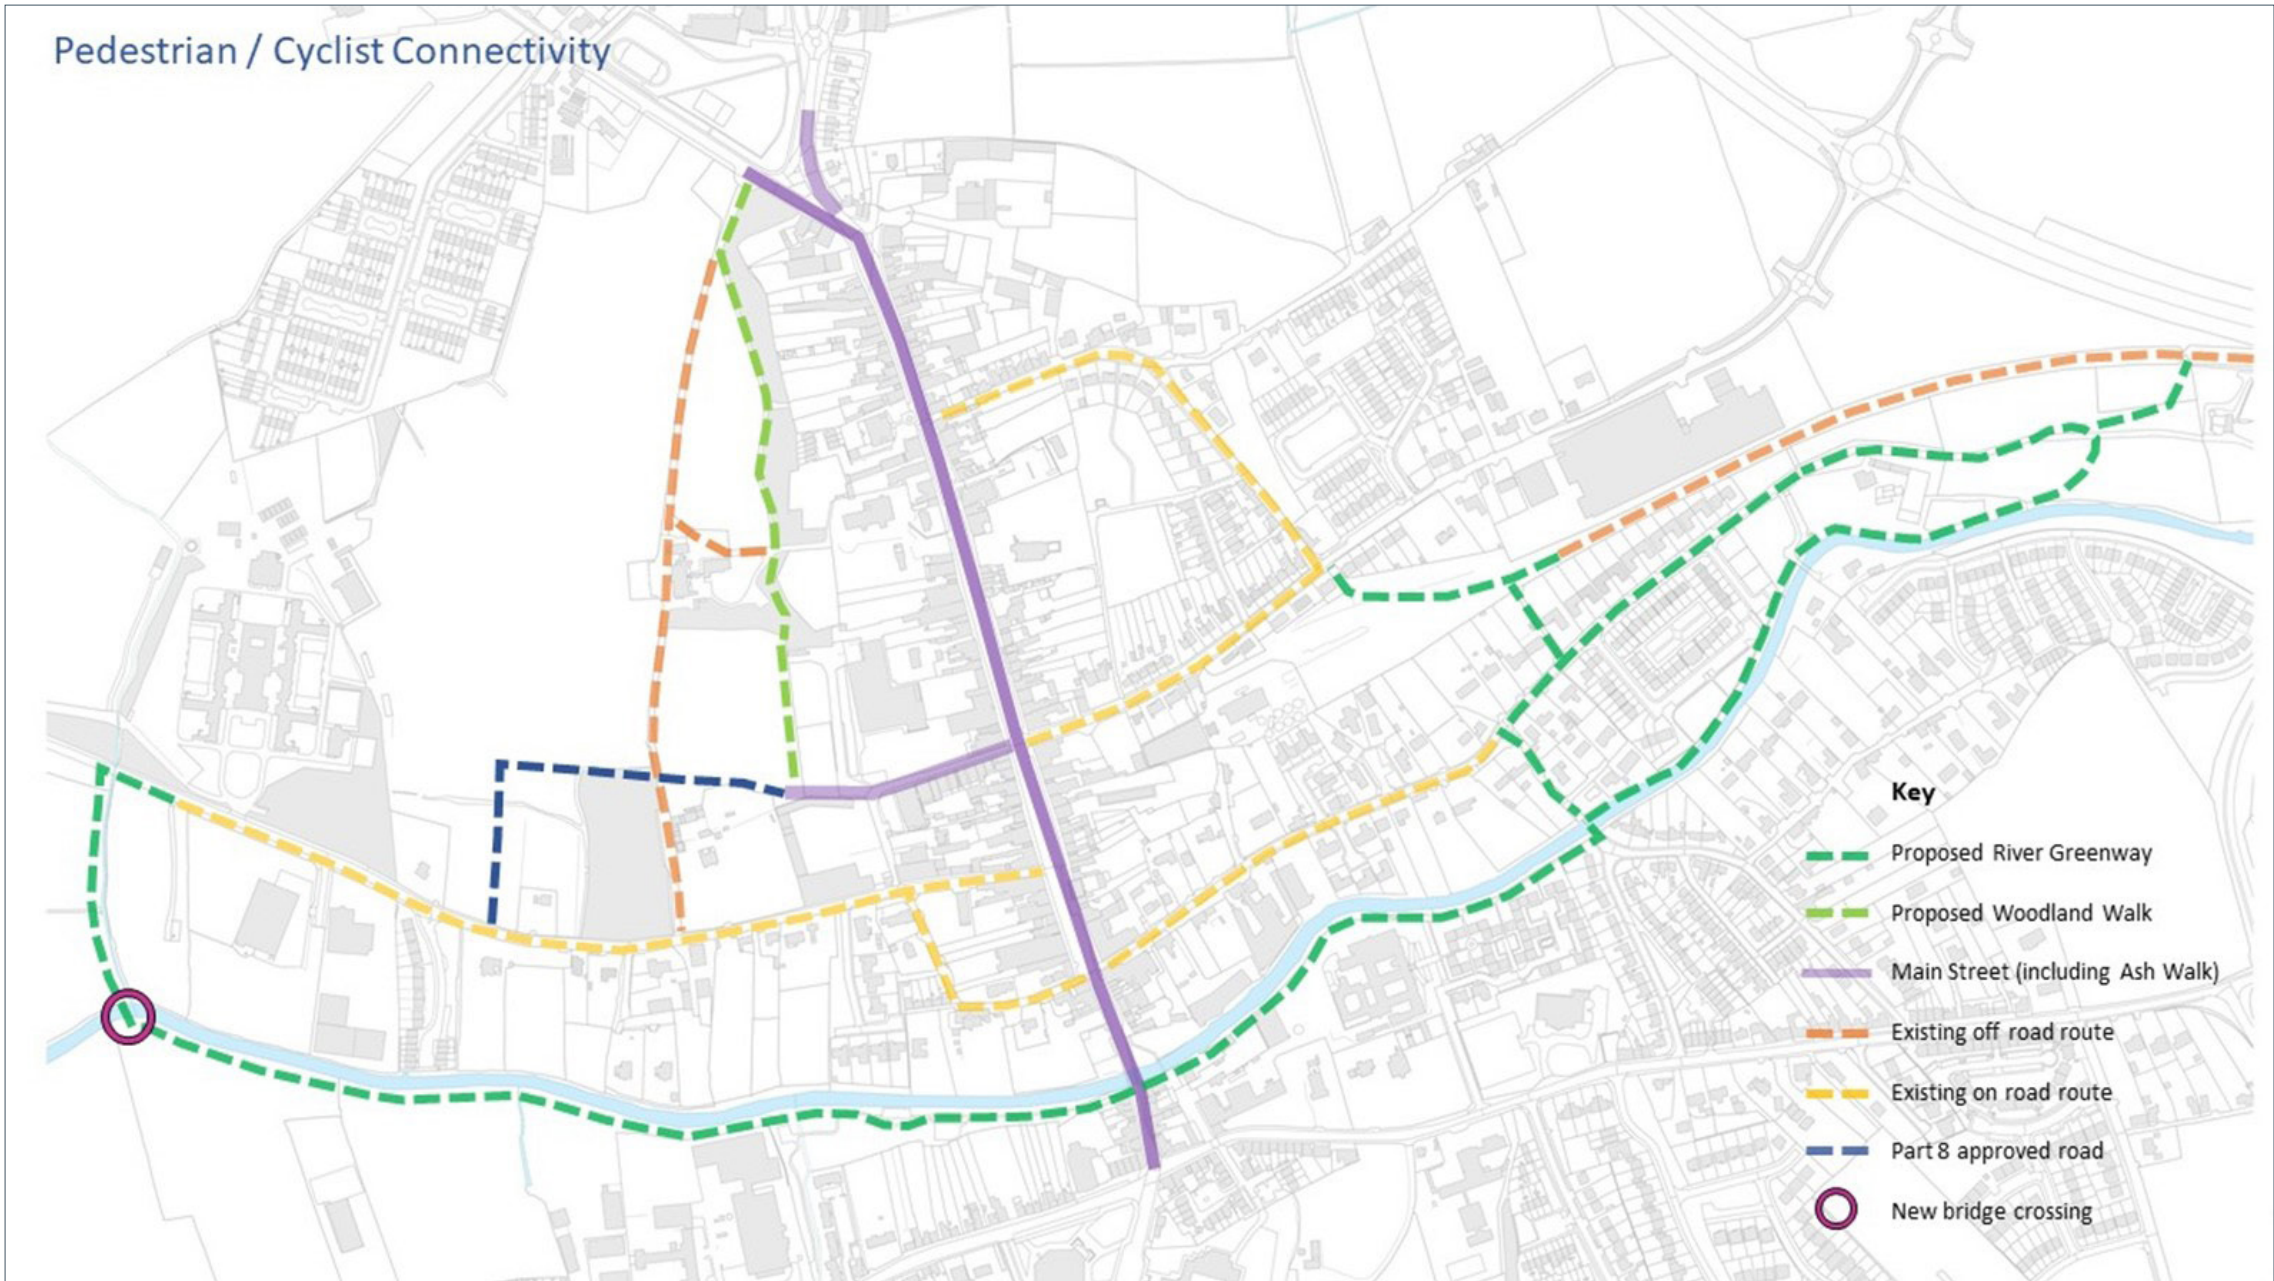 Pedestrian / Cyclist Connectivity
Key
Proposed River Greenway
Proposed Woodland Walk
Main Street (including Ash Walk)
Existing off road route
Existing on road route
Part 8 approved road
New bridge crossing